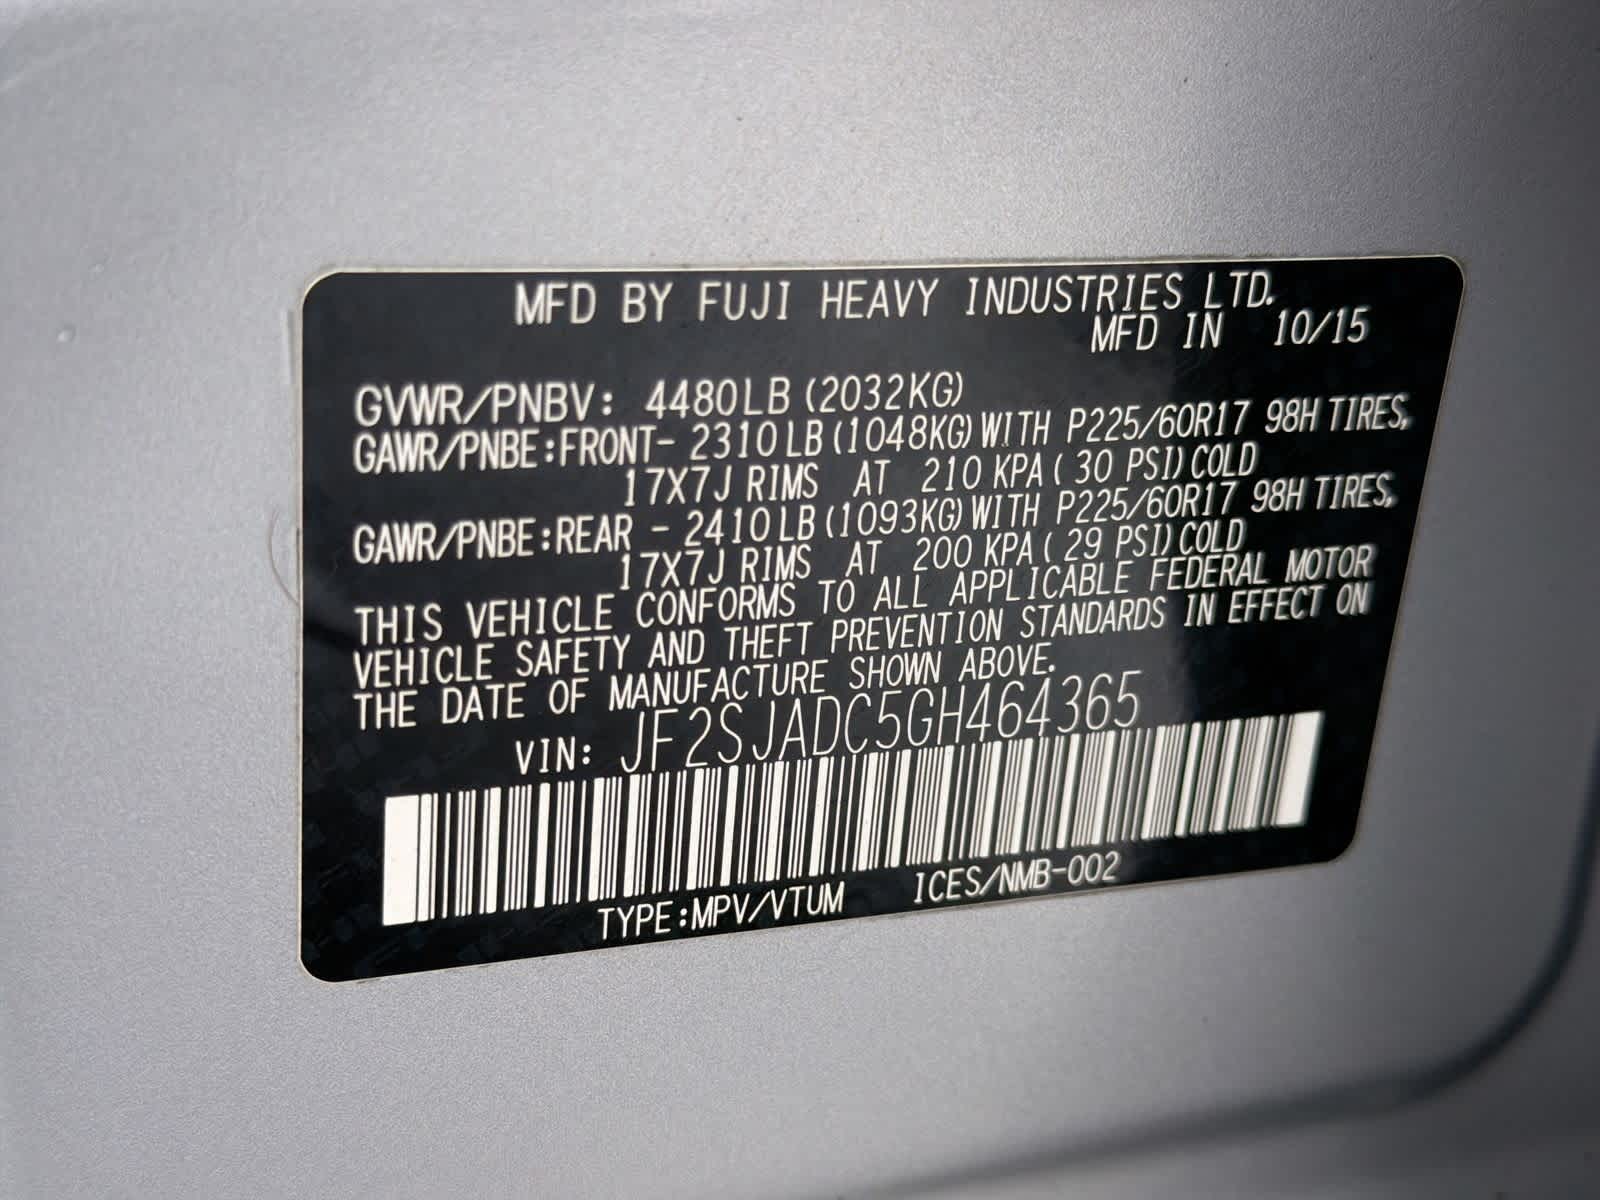 MFD BY FUJI HEAVY INDUSTRIES LTD.
MFD IN 10/15
GVWR/PNBV: 4480LB (2032KG)
GAWR/PNBE:FRONT- 2310LB (1048KG) WITH P225/60R17 98H TIRES,
17X7J RIMS AT 210 KPA ( 30 PSI) COLD
GAWR/PNBE:REAR - 2410LB (1093KG) WITH P225/60R17 98H TIRES,
17X7J RIMS AT 200 KPA ( 29 PSI) COLD
THIS VEHICLE CONFORMS TO ALL APPLICABLE FEDERAL MOTOR
VEHICLE SAFETY AND THEFT PREVENTION STANDARDS IN EFFECT ON
THE DATE OF MANUFACTURE SHOWN ABOVE.
VIN: JF2SJADC5GH464365
TYPE:MPV/VTUM ICES/NMB-002